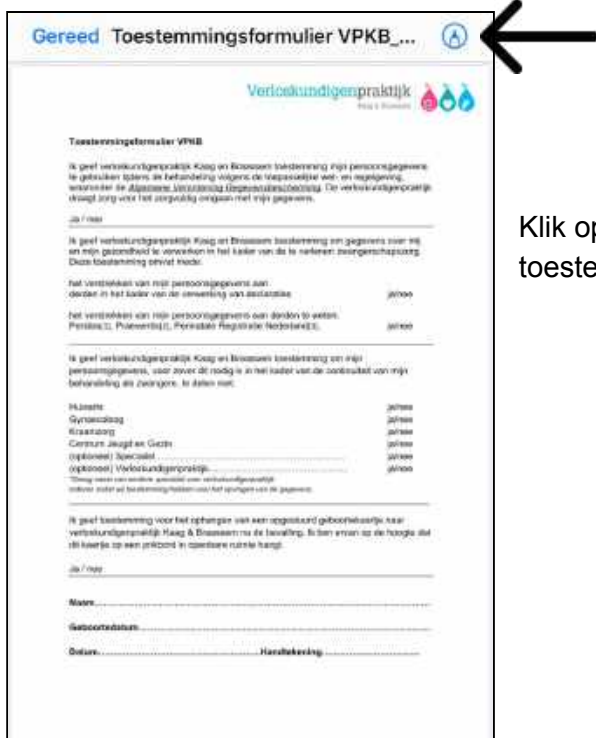 Gereed Toestemmingsformulier VPKB_...
Verloskundigenpraktijk
Kaag & Braassem
Toestemmingsformulier VPKB
Ik geef verloskundigenpraktijk Kaag en Braassem toestemming mijn persoonsgegevens
te gebruiken tijdens de behandeling volgens de toepasselijke wet- en regelgeving,
waaronder de Algemene Verordening Gegevensbescherming. De verloskundigenpraktijk
draagt zorg voor het zorgvuldig omgaan met mijn gegevens.
Ja / nee
Ik geef verloskundigenpraktijk Kaag en Braassem toestemming om gegevens over mij
en mijn gezondheid te verwerken in het kader van de te verlenen zwangerschapszorg.
Deze toestemming omvat mede:
het verstrekken van mijn persoonsgegevens aan
derden in het kader van de verwerking van declaraties ja/nee
het verstrekken van mijn persoonsgegevens aan derden te weten:
Peridos, Praeventis, Perinatale Registratie Nederland, ja/nee
Ik geef verloskundigenpraktijk Kaag en Braassem toestemming om mijn
persoonsgegevens, voor zover dit nodig is in het kader van de continuïteit van mijn
behandeling als zwangere, te delen met:
Huisarts ja/nee
Gynaecoloog ja/nee
Kraamzorg ja/nee
Centrum Jeugd en Gezin ja/nee
(optioneel) Specialist ja/nee
(optioneel) Verloskundigenpraktijk ja/nee
Ik geef toestemming voor het ophangen van een opgestuurd geboortekaartje naar
verloskundigenpraktijk Kaag & Braassem na de bevalling. Ik ben ervan op de hoogte dat
dit kaartje op een prikbord in openbare ruimte hangt.
Ja / nee
Naam
Geboortedatum
Datum Handtekening
Klik op
toeste